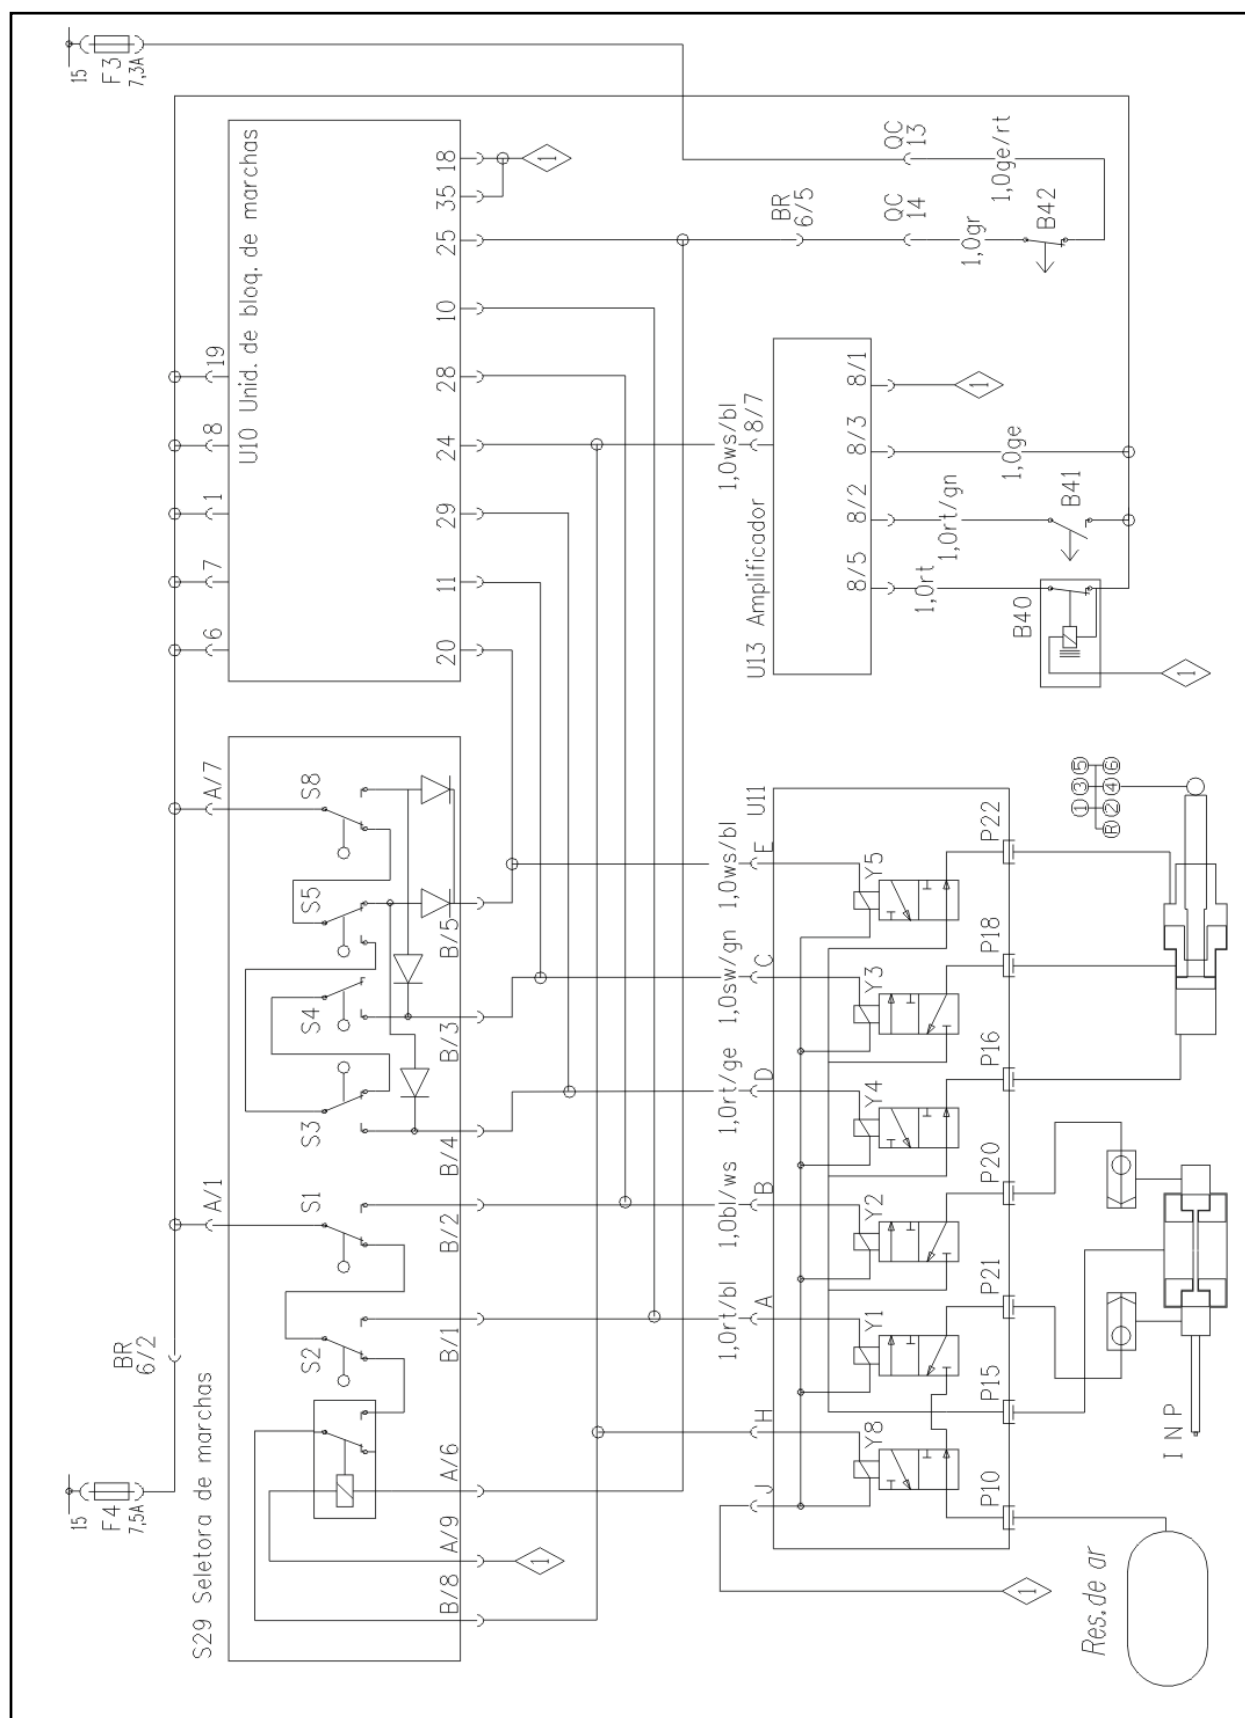 15
F4
7,5A
BR
6/2
15
F3
7,3A
S29 Seletora de marchas
A/1
A/7
6
7
1
8
19
U10 Unid. de bloq. de marchas
S2
S1
S3
S4
S5
S8
B/8
A/9
A/6
B/1
B/2
B/4
B/3
B/5
20
11
29
24
28
10
25
35
18
1
1
1,0rt/bl
1,0bl/ws
1,0rt/ge
1,0sw/gn
1,0ws/bl
1,0ws/bl
8/7
BR
6/5
J
H
A
B
D
C
E
U11
U13 Amplificador
Y8
Y1
Y2
Y4
Y3
Y5
8/5
8/2
8/3
8/1
QC
14
QC
13
1,0rt
1,0rt/gn
1,0ge
1
1,0gr
1,0ge/rt
P10
P15
P21
P20
P16
P18
P22
B40
B41
B42
1
1
Res.de ar
I N P
1
3
5
R
2
4
6